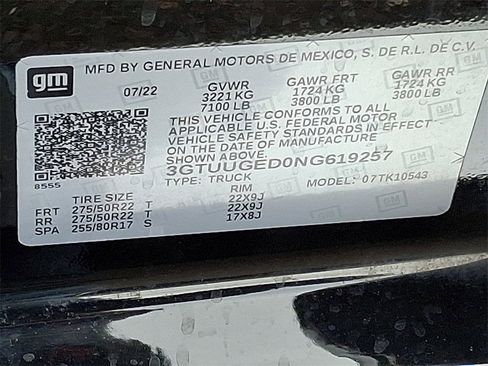 gm
MFD BY GENERAL MOTORS DE MEXICO, S. DE R.L. DE C.V.
07/22 GVWR GAWR FRT GAWR RR
3221 KG 1724 KG 1724 KG
7100 LB 3800 LB 3800 LB
THIS VEHICLE CONFORMS TO ALL
APPLICABLE U.S. FEDERAL MOTOR
VEHICLE SAFETY STANDARDS IN EFFECT
ON THE DATE OF MANUFACTURE
SHOWN ABOVE.
3GTUUGED0NG619257
8555
TYPE: TRUCK MODEL: 07TK10543
TIRE SIZE RIM
FRT 275/50R22 T 22X9J
RR 275/50R22 T 22X9J
SPA 255/80R17 S 17X8J